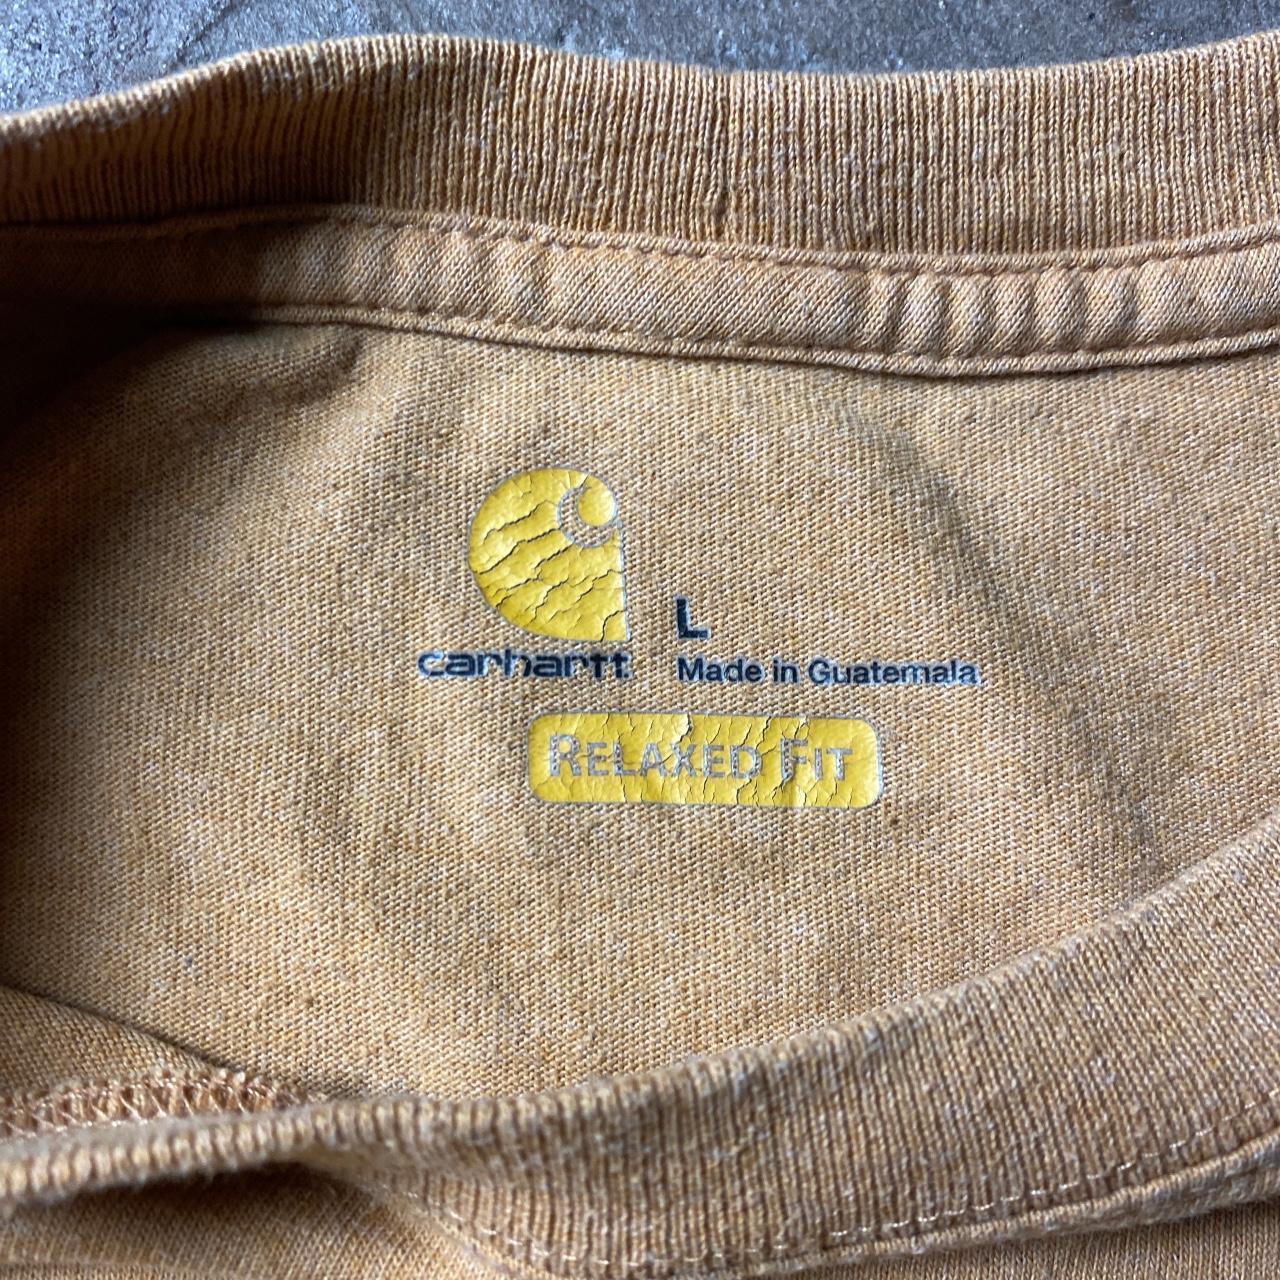 L
carhartt Made in Guatemala
RELAXED FIT